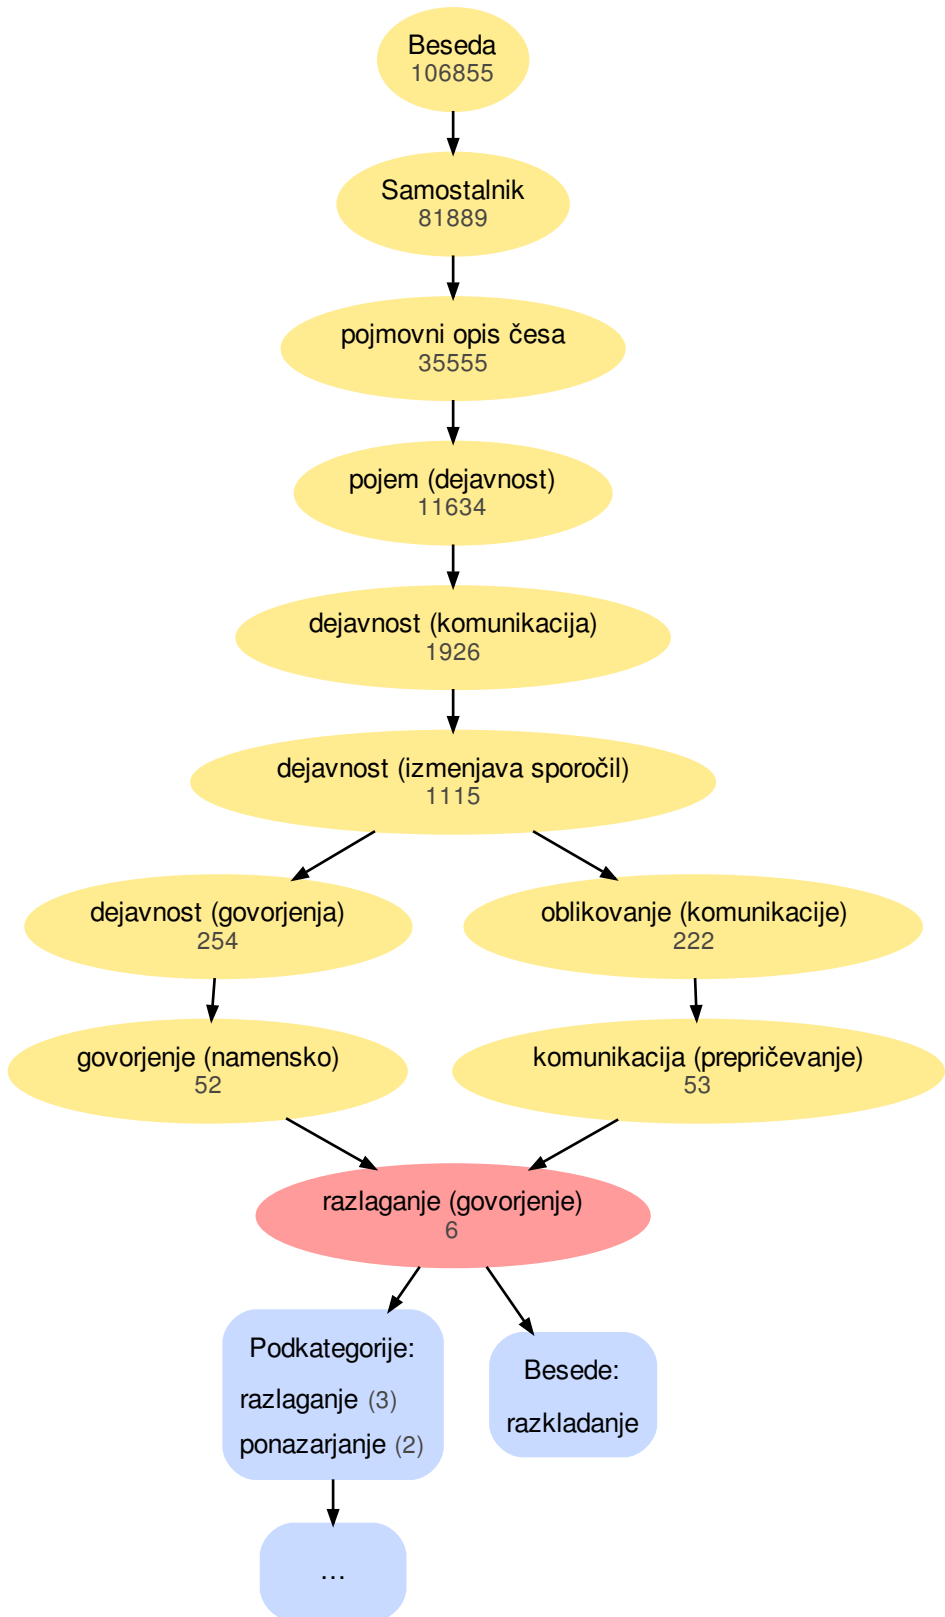 Beseda
106855
Samostalnik
81889
pojmovni opis česa
35555
pojem (dejavnost)
11634
dejavnost (komunikacija)
1926
dejavnost (izmenjava sporočil)
1115
dejavnost (govorjenja)
254
oblikovanje (komunikacije)
222
govorjenje (namensko)
52
komunikacija (prepričevanje)
53
razlaganje (govorjenje)
6
Podkategorije:
razlaganje (3)
ponazarjanje (2)
Besede:
razkladanje
...